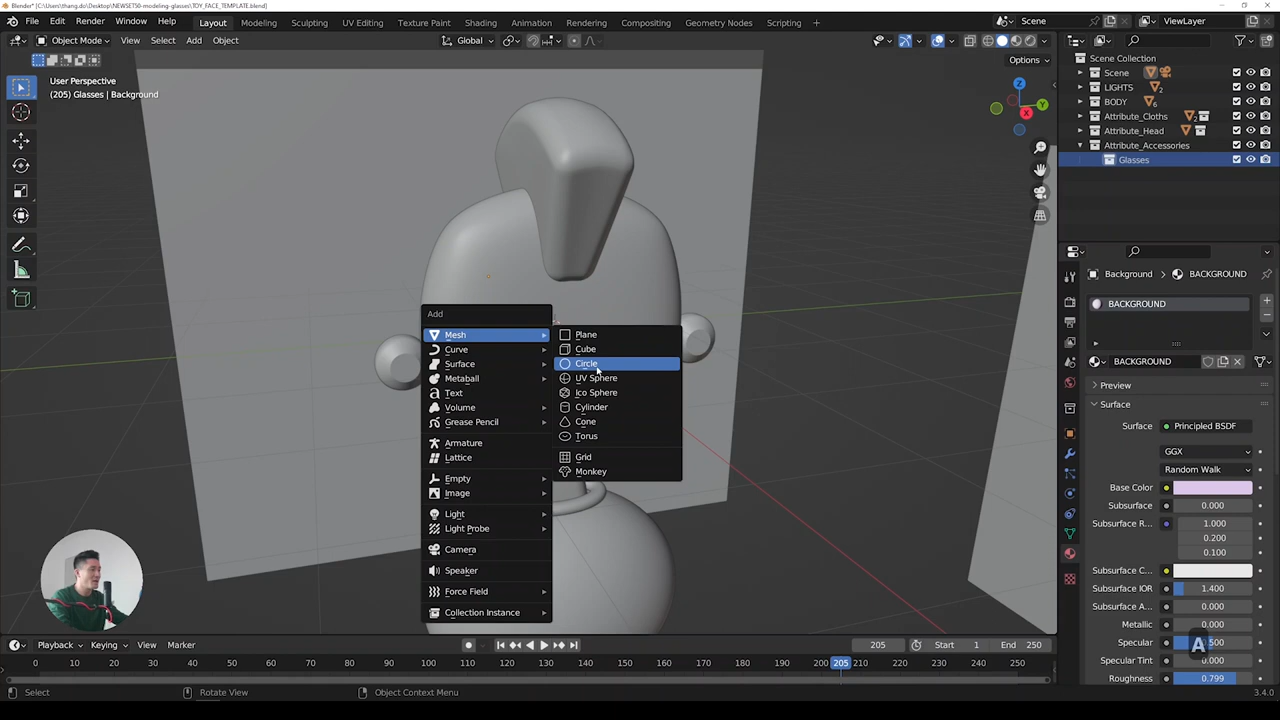 Blender* [C:\Users\thang.do\Desktop\NEWSET50-modeling-glasses\TOY_FACE_TEMPLATE.blend]
File Edit Render Window Help Layout Modeling Sculpting UV Editing Texture Paint Shading Animation Rendering Compositing Geometry Nodes Scripting Scene ViewLayer
Object Mode View Select Add Object Global
Options
User Perspective
(205) Glasses | Background
Z
Y
X
Scene Collection
Scene
LIGHTS 2
BODY 6
Attribute_Cloths 2
Attribute_Head
Attribute_Accessories
Glasses
Add
Mesh
Curve
Surface
Metaball
Text
Volume
Grease Pencil
Armature
Lattice
Empty
Image
Light
Light Probe
Camera
Speaker
Force Field
Collection Instance
Plane
Cube
Circle
UV Sphere
Ico Sphere
Cylinder
Cone
Torus
Grid
Monkey
Background BACKGROUND
BACKGROUND
BACKGROUND
Preview
Surface
Surface Principled BSDF
GGX
Random Walk
Base Color
Subsurface 0.000
Subsurface R... 1.000
0.200
0.100
Subsurface C...
Subsurface IOR 1.400
Subsurface A... 0.000
Metallic 0.000
Specular 500
Specular Tint 0.000
Roughness 0.799
A
Playback Keying View Marker 205 Start 1 End 250
0 10 20 30 40 50 60 70 80 90 100 110 120 130 140 150 160 170 180 190 200 205 210 220 230 240 250
Select Rotate View Object Context Menu 3.4.0